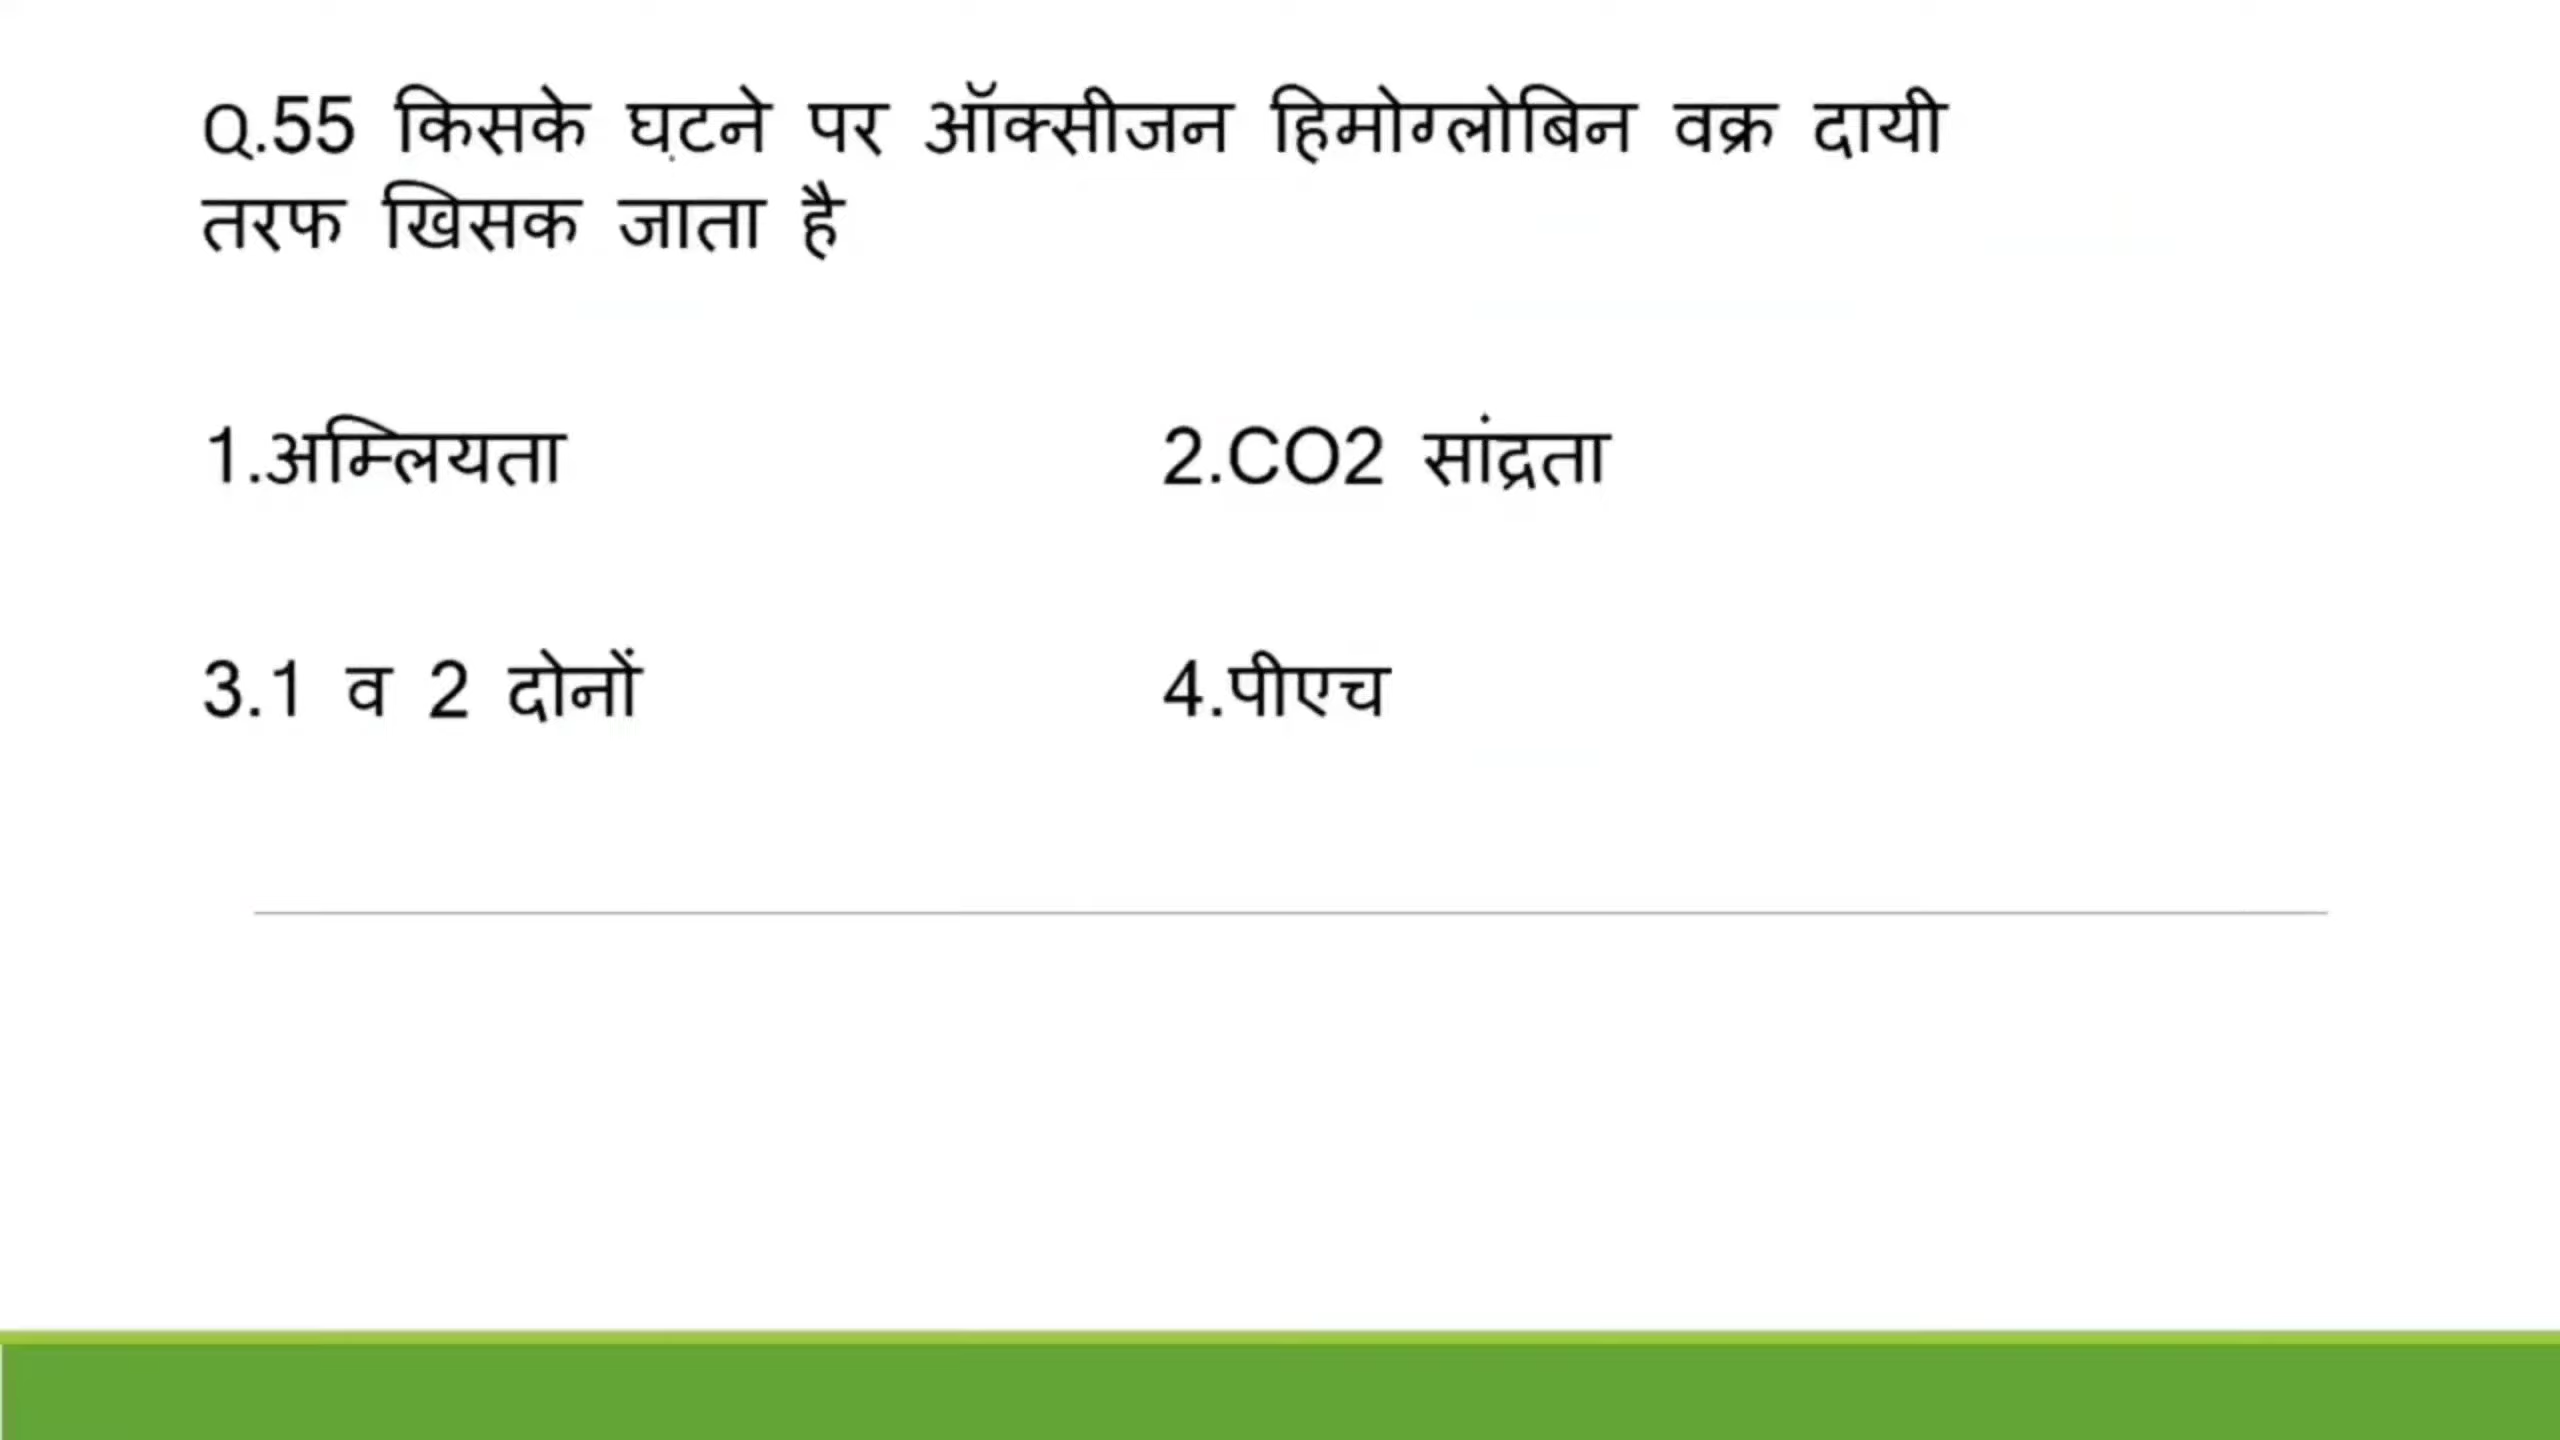 Q.55 किसके घटने पर ऑक्सीजन हिमोग्लोबिन वक्र दायी
तरफ खिसक जाता है
1.अम्लियता
2.CO2 सांद्रता
3.1 व 2 दोनों
4.पीएच